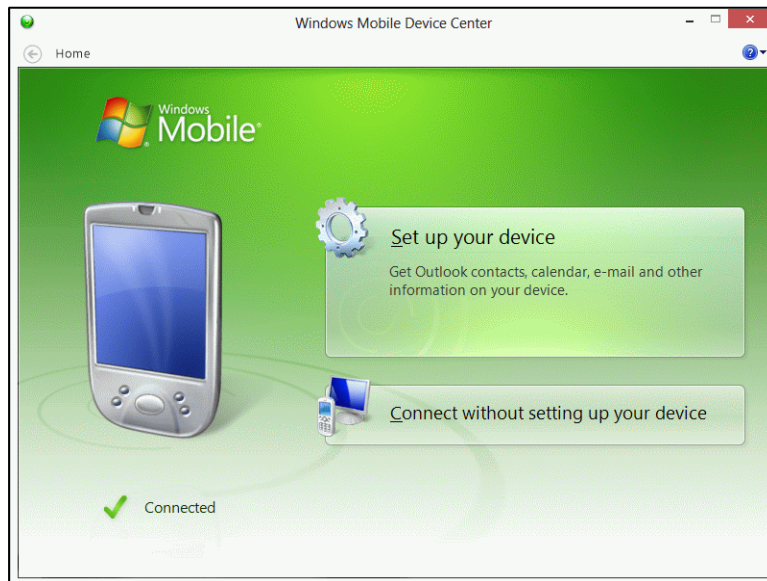 Windows Mobile Device Center
Home
Windows
Mobile®
Set up your device
Get Outlook contacts, calendar, e-mail and other
information on your device.
Connect without setting up your device
Connected